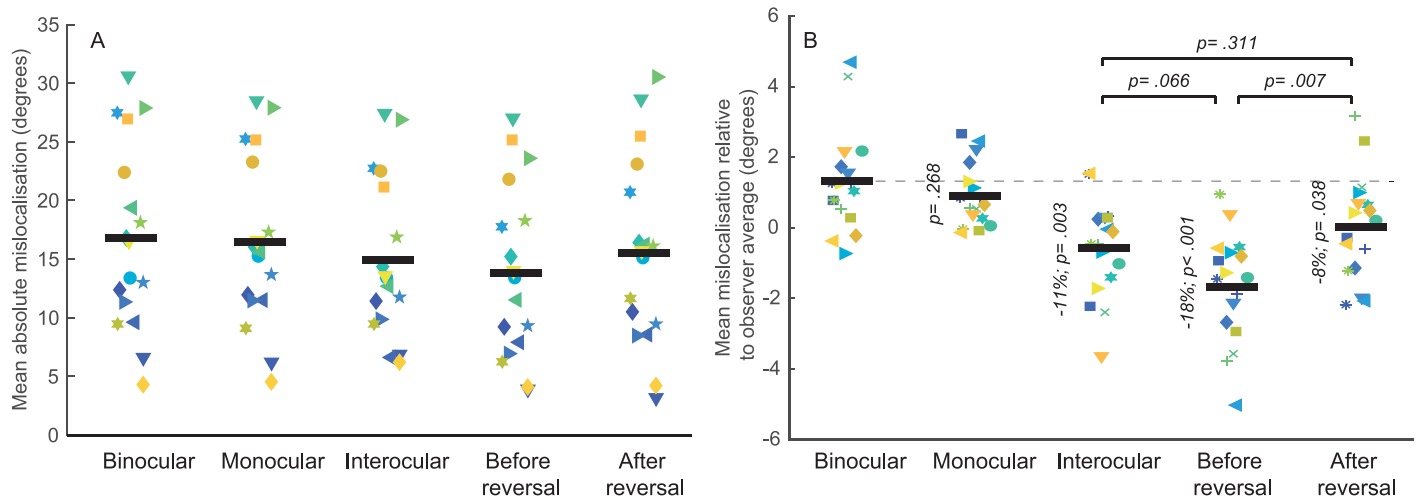 A
Mean absolute mislocalisation (degrees)
35
30
25
20
15
10
5
0
Binocular
Monocular
Interocular
Before
reversal
After
reversal
B
Mean mislocalisation relative
to observer average (degrees)
6
4
2
0
-2
-4
-6
p= .311
p= .066
p= .007
p= .268
-11%; p= .003
-18%; p< .001
-8%; p= .038
Binocular
Monocular
Interocular
Before
reversal
After
reversal